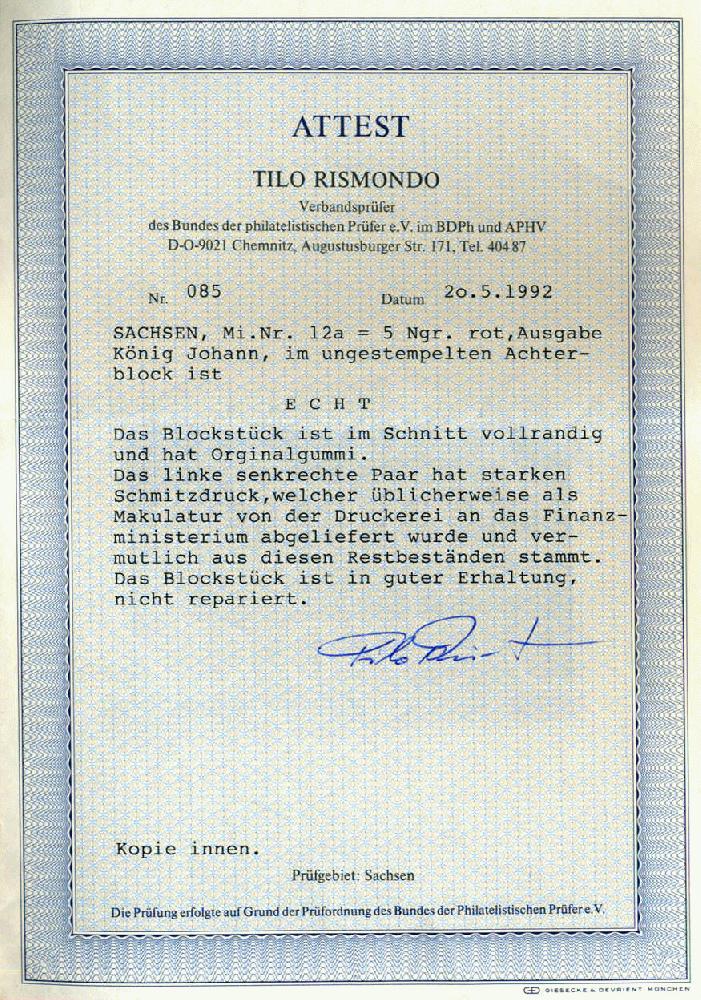 ATTEST
TILO RISMONDO
Verbandsprüfer
des Bundes der philatelistischen Prüfer e.V. im BDPh und APHV
D-O-9021 Chemnitz, Augustusburger Str. 171, Tel. 40487
Nr. 085 Datum 2o.5.1992
SACHSEN, Mi.Nr. 12a = 5 Ngr. rot,Ausgabe
König Johann, im ungestempelten Achter-
block ist
E C H T
Das Blockstück ist im Schnitt vollrandig
und hat Orginalgummi.
Das linke senkrechte Paar hat starken
Schmitzdruck,welcher üblicherweise als
Makulatur von der Druckerei an das Finanz-
ministerium abgeliefert wurde und ver-
mutlich aus diesen Restbeständen stammt.
Das Blockstück ist in guter Erhaltung,
nicht repariert.
Kopie innen.
Prüfgebiet: Sachsen
Die Prüfung erfolgte auf Grund der Prüfordnung des Bundes der Philatelistischen Prüfer e.V.
GIESECKE & DEVRIENT MÜNCHEN